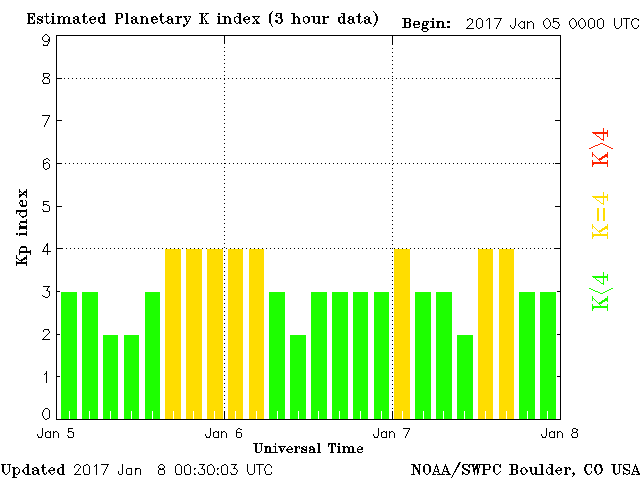 Estimated Planetary K index (3 hour data) Begin: 2017 Jan 05 0000 UTC
9
8
7
6
5
4
3
2
1
0
Kp index
K>4
K=4
K<4
Jan 5 Jan 6 Jan 7 Jan 8
Universal Time
Updated 2017 Jan 8 00:30:03 UTC NOAA/SWPC Boulder, CO USA